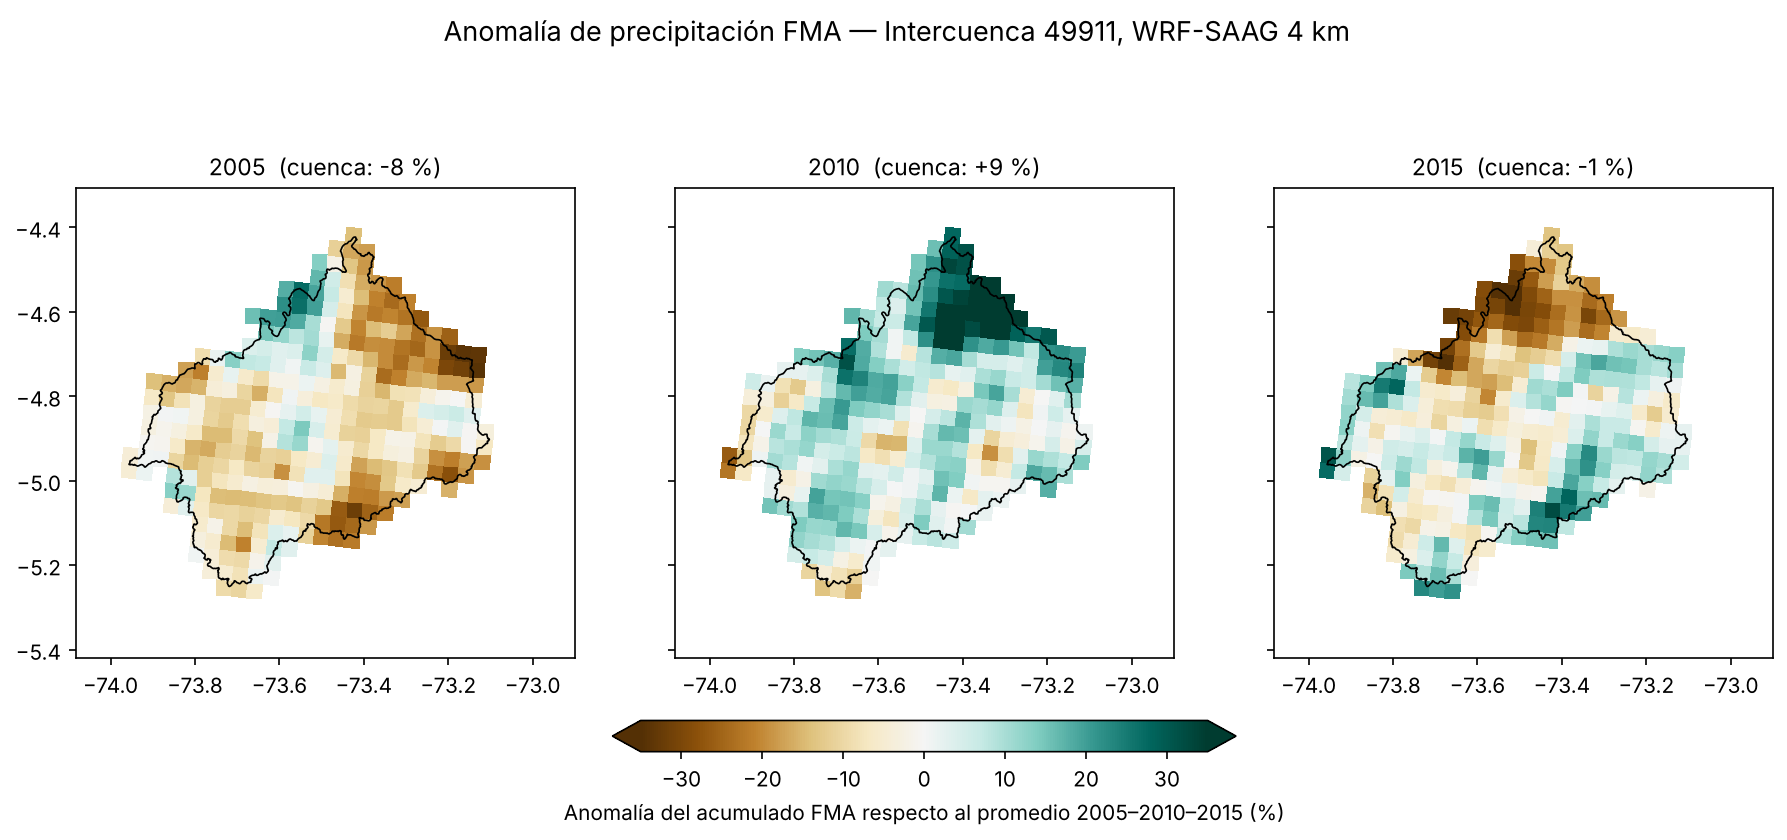 Anomalía de precipitación FMA — Intercuenca 49911, WRF-SAAG 4 km
2005  (cuenca: -8 %)
2010  (cuenca: +9 %)
2015  (cuenca: -1 %)
−4.4
−4.6
−4.8
−5.0
−5.2
−5.4
−74.0 −73.8 −73.6 −73.4 −73.2 −73.0
−74.0 −73.8 −73.6 −73.4 −73.2 −73.0
−74.0 −73.8 −73.6 −73.4 −73.2 −73.0
−30 −20 −10 0 10 20 30
Anomalía del acumulado FMA respecto al promedio 2005–2010–2015 (%)